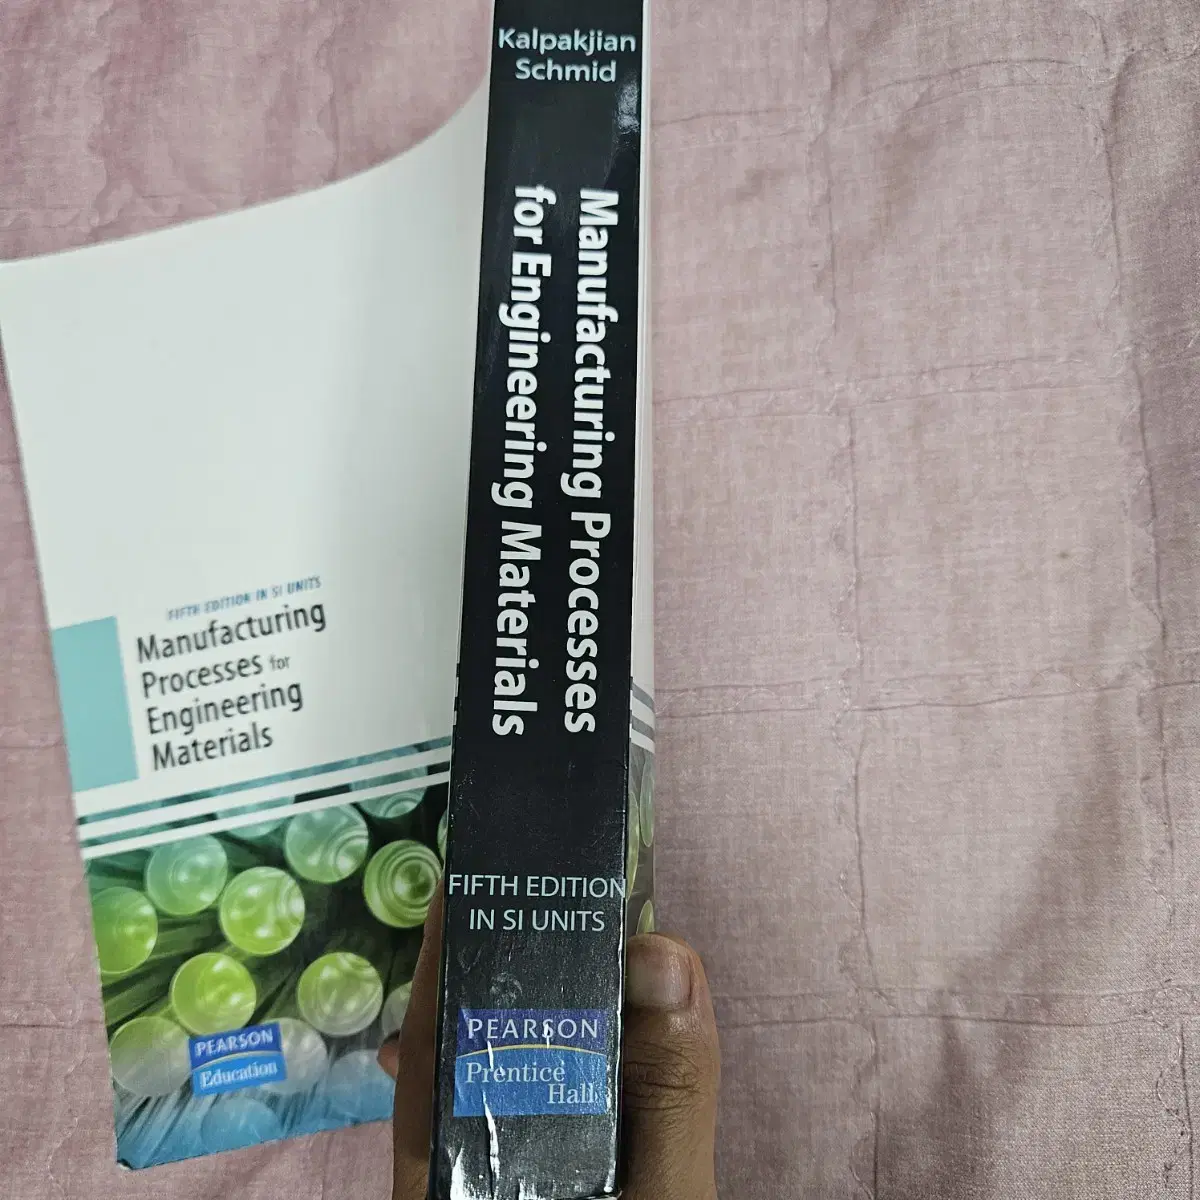 Kalpakjian
Schmid
Manufacturing Processes
for Engineering Materials
FIFTH EDITION
IN SI UNITS
PEARSON
Prentice
Hall
FIFTH EDITION IN SI UNITS
Manufacturing
Processes for
Engineering
Materials
PEARSON
Education